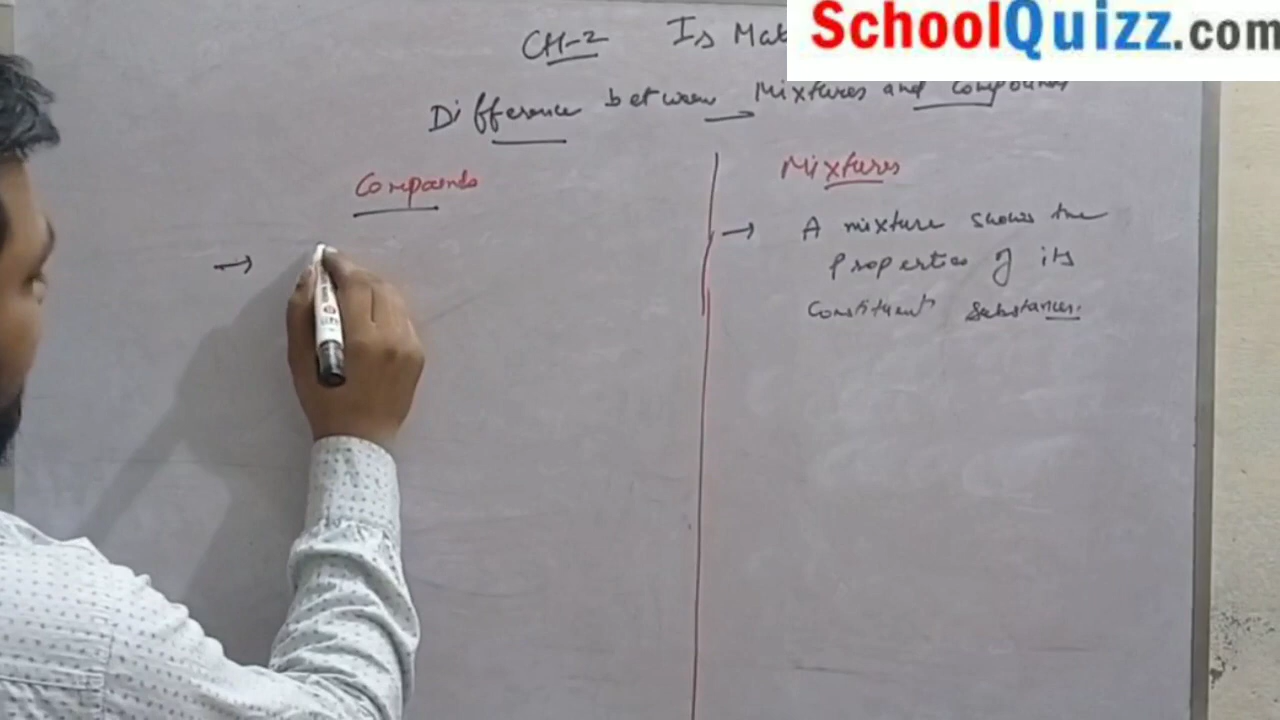 SchoolQuizz.com
CH-2 Is Mat
Difference between Mixtures and Compounds
Compounds
Mixtures
→ A mixture shows the
properties of its
Constituent substances.
→